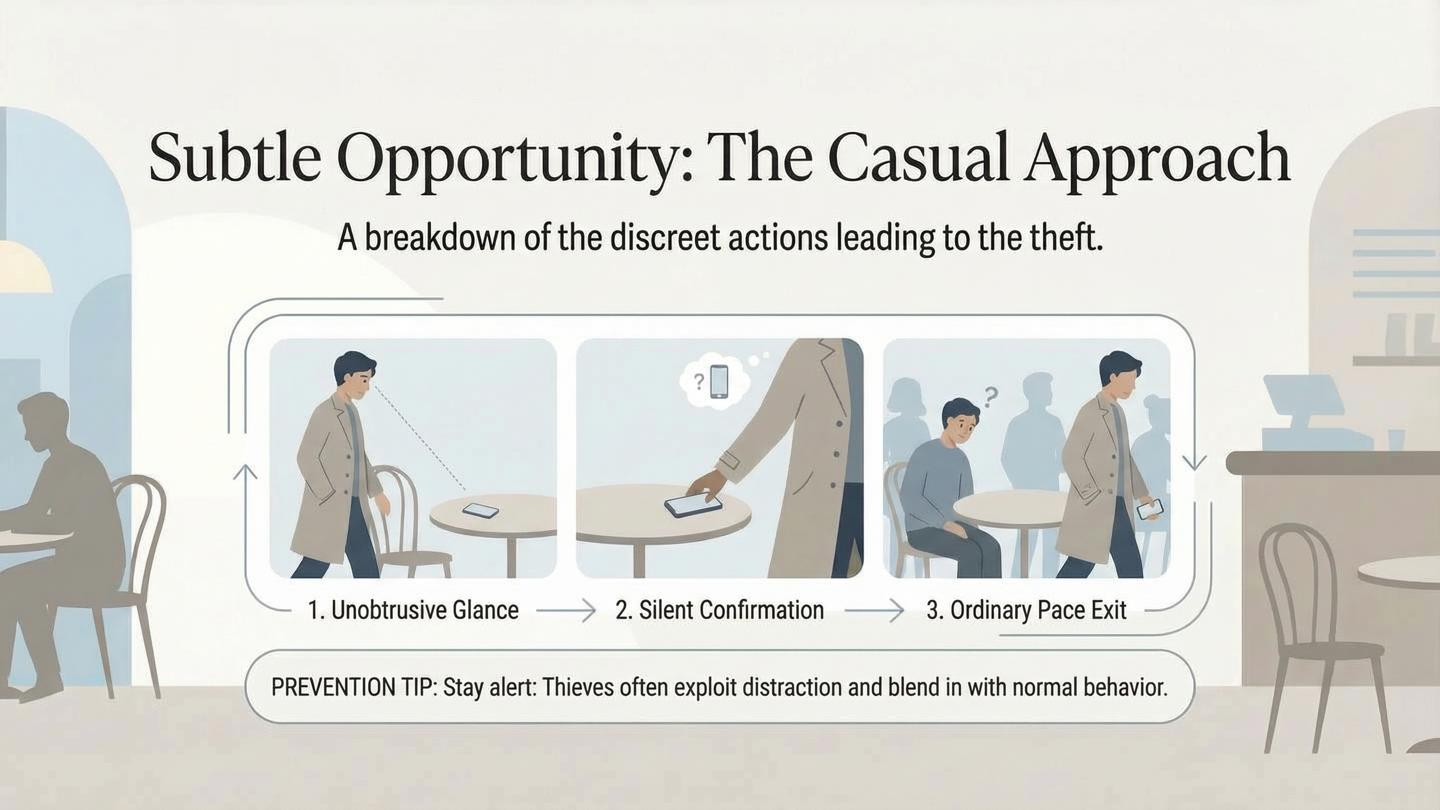 Subtle Opportunity: The Casual Approach
A breakdown of the discreet actions leading to the theft.
?
?
1. Unobtrusive Glance
2. Silent Confirmation
3. Ordinary Pace Exit
PREVENTION TIP: Stay alert: Thieves often exploit distraction and blend in with normal behavior.